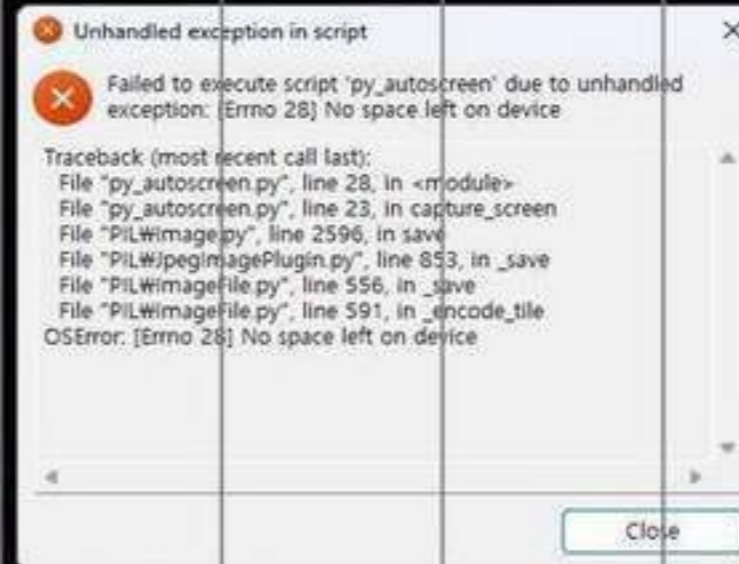 Unhandled exception in script
Failed to execute script 'py_autoscreen' due to unhandled
exception: [Errno 28] No space left on device
Traceback (most recent call last):
File "py_autoscreen.py", line 28, in <module>
File "py_autoscreen.py", line 23, in capture_screen
File "PIL₩Image.py", line 2596, in save
File "PIL₩JpegImagePlugin.py", line 853, in _save
File "PIL₩ImageFile.py", line 556, in _save
File "PIL₩ImageFile.py", line 591, in _encode_tile
OSError: [Errno 28] No space left on device
Close